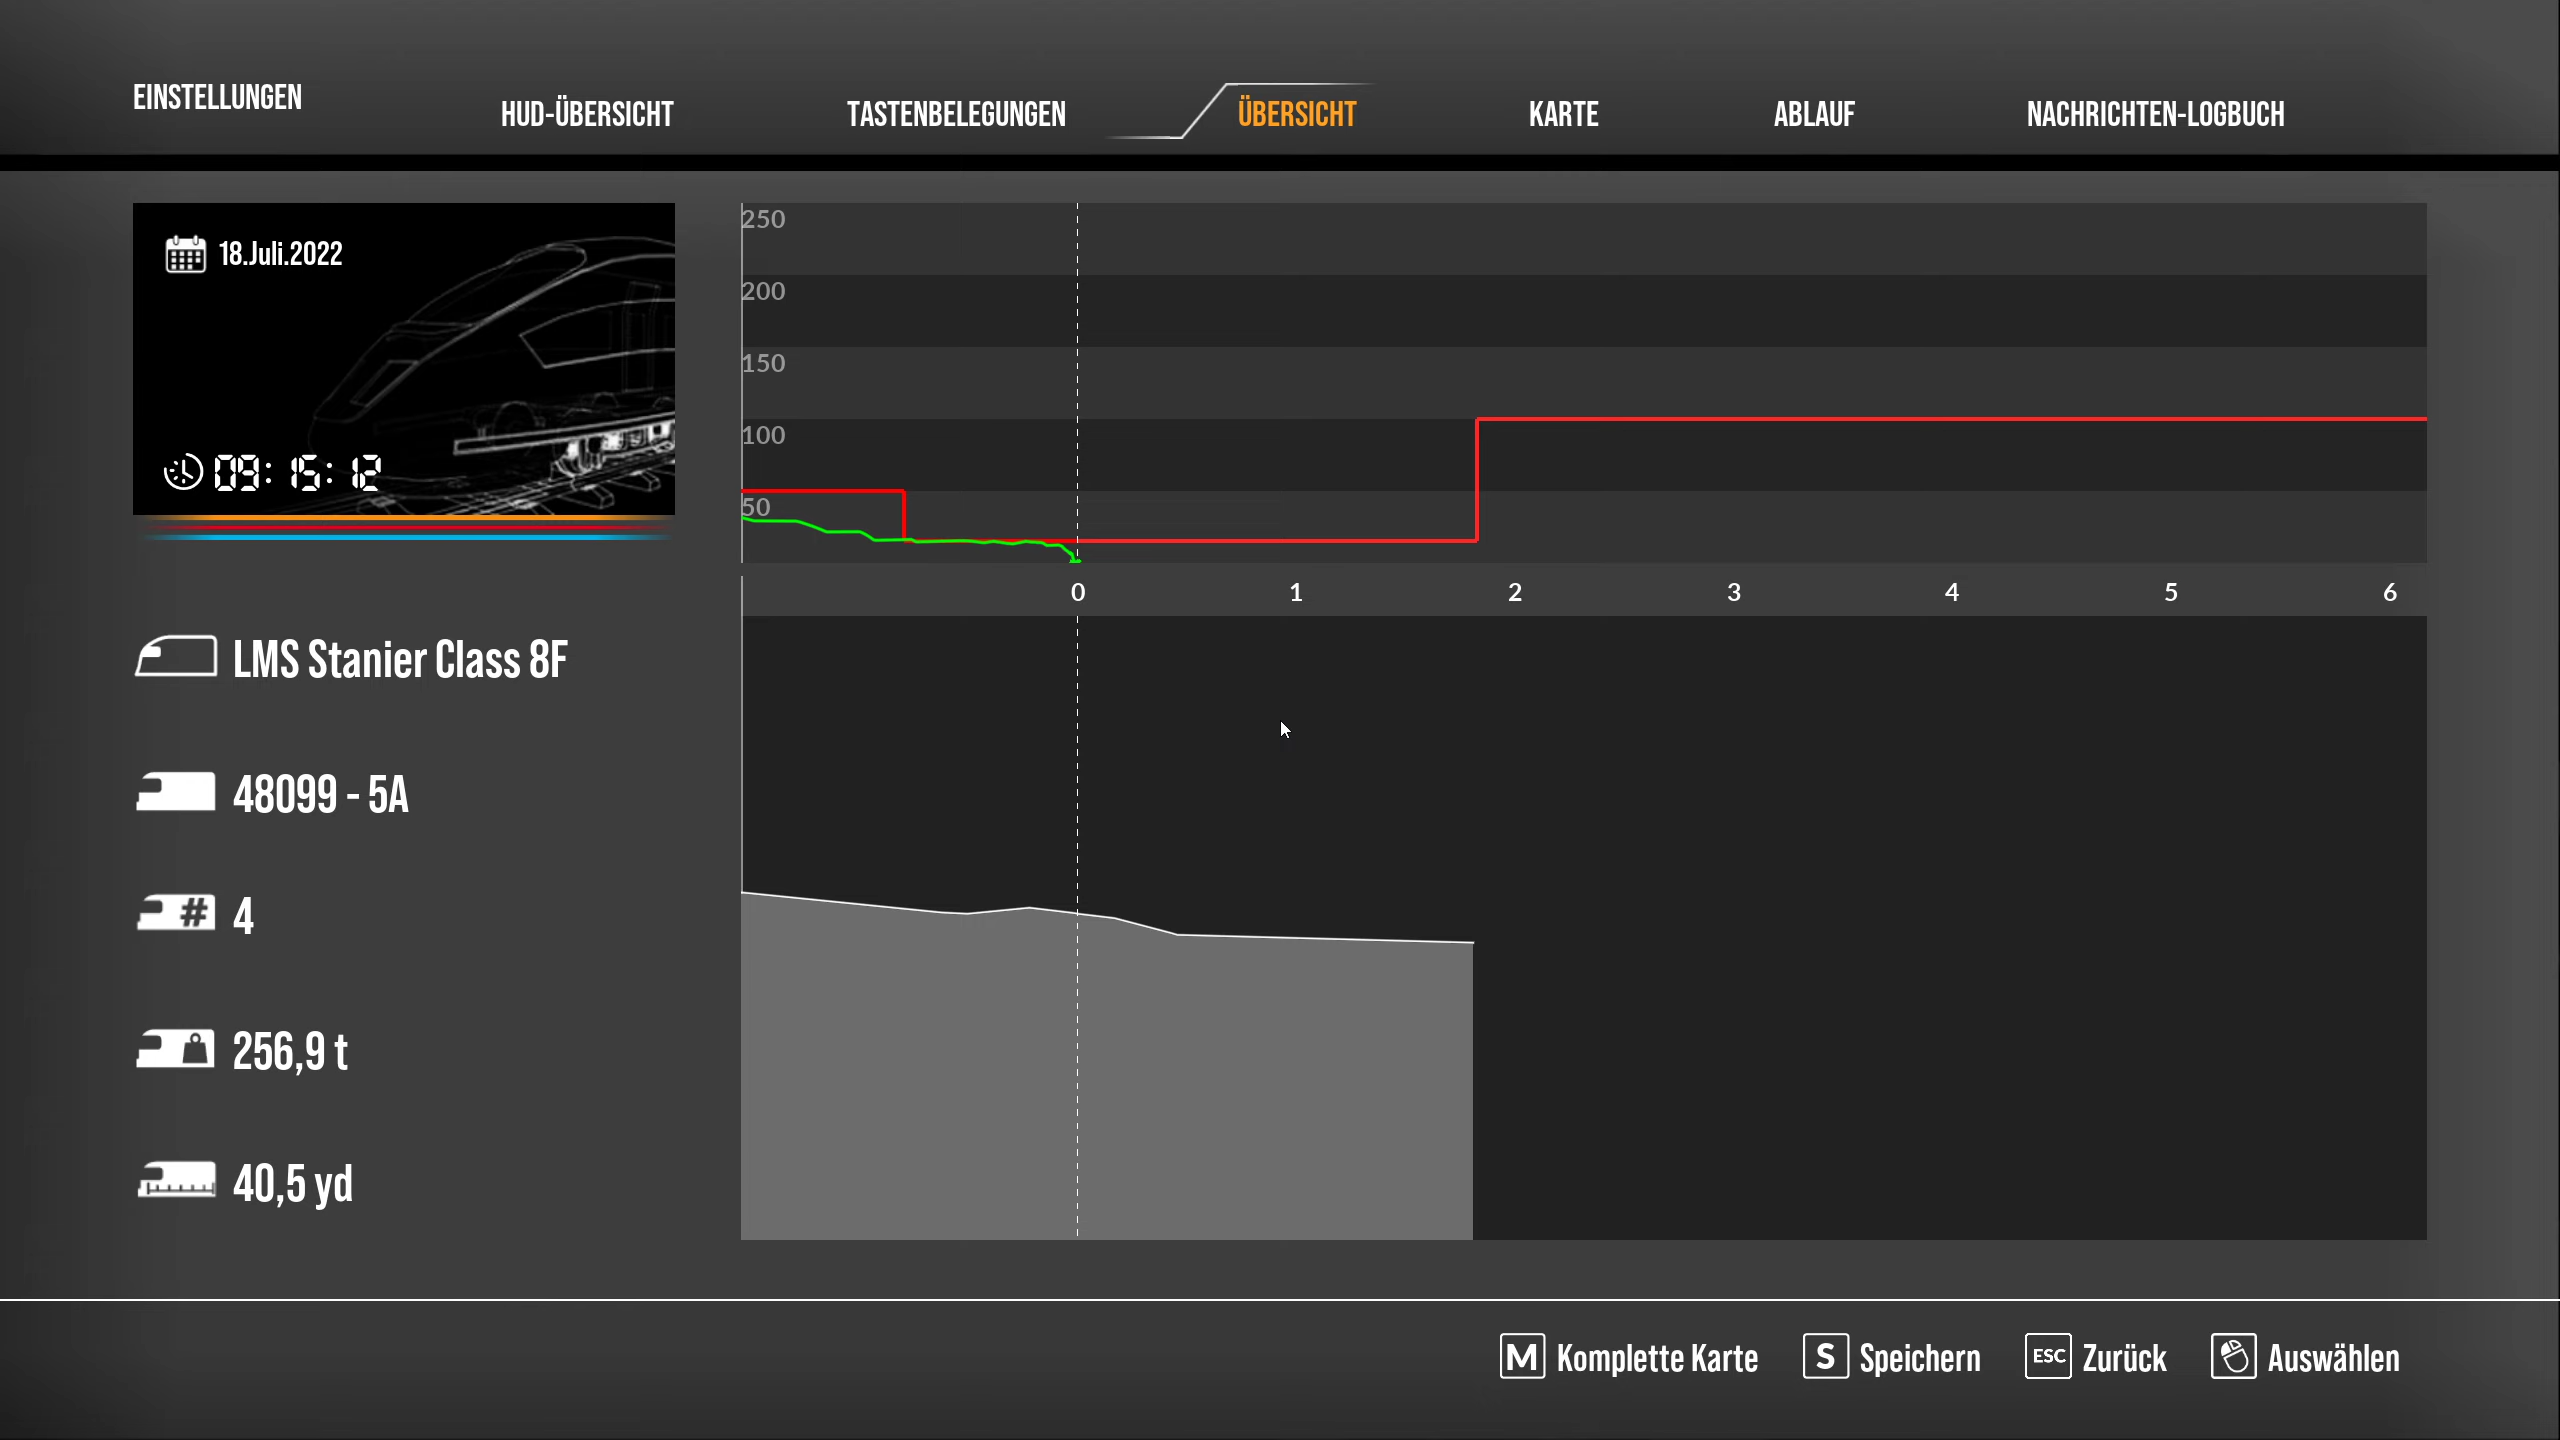 EINSTELLUNGEN
HUD-ÜBERSICHT
TASTENBELEGUNGEN
ÜBERSICHT
KARTE
ABLAUF
NACHRICHTEN-LOGBUCH
18.Juli.2022
09: 15: 12
LMS Stanier Class 8F
48099 - 5A
# 4
256,9 t
40,5 yd
250
200
150
100
50
0 1 2 3 4 5 6
M Komplette Karte
S Speichern
ESC Zurück
Auswählen